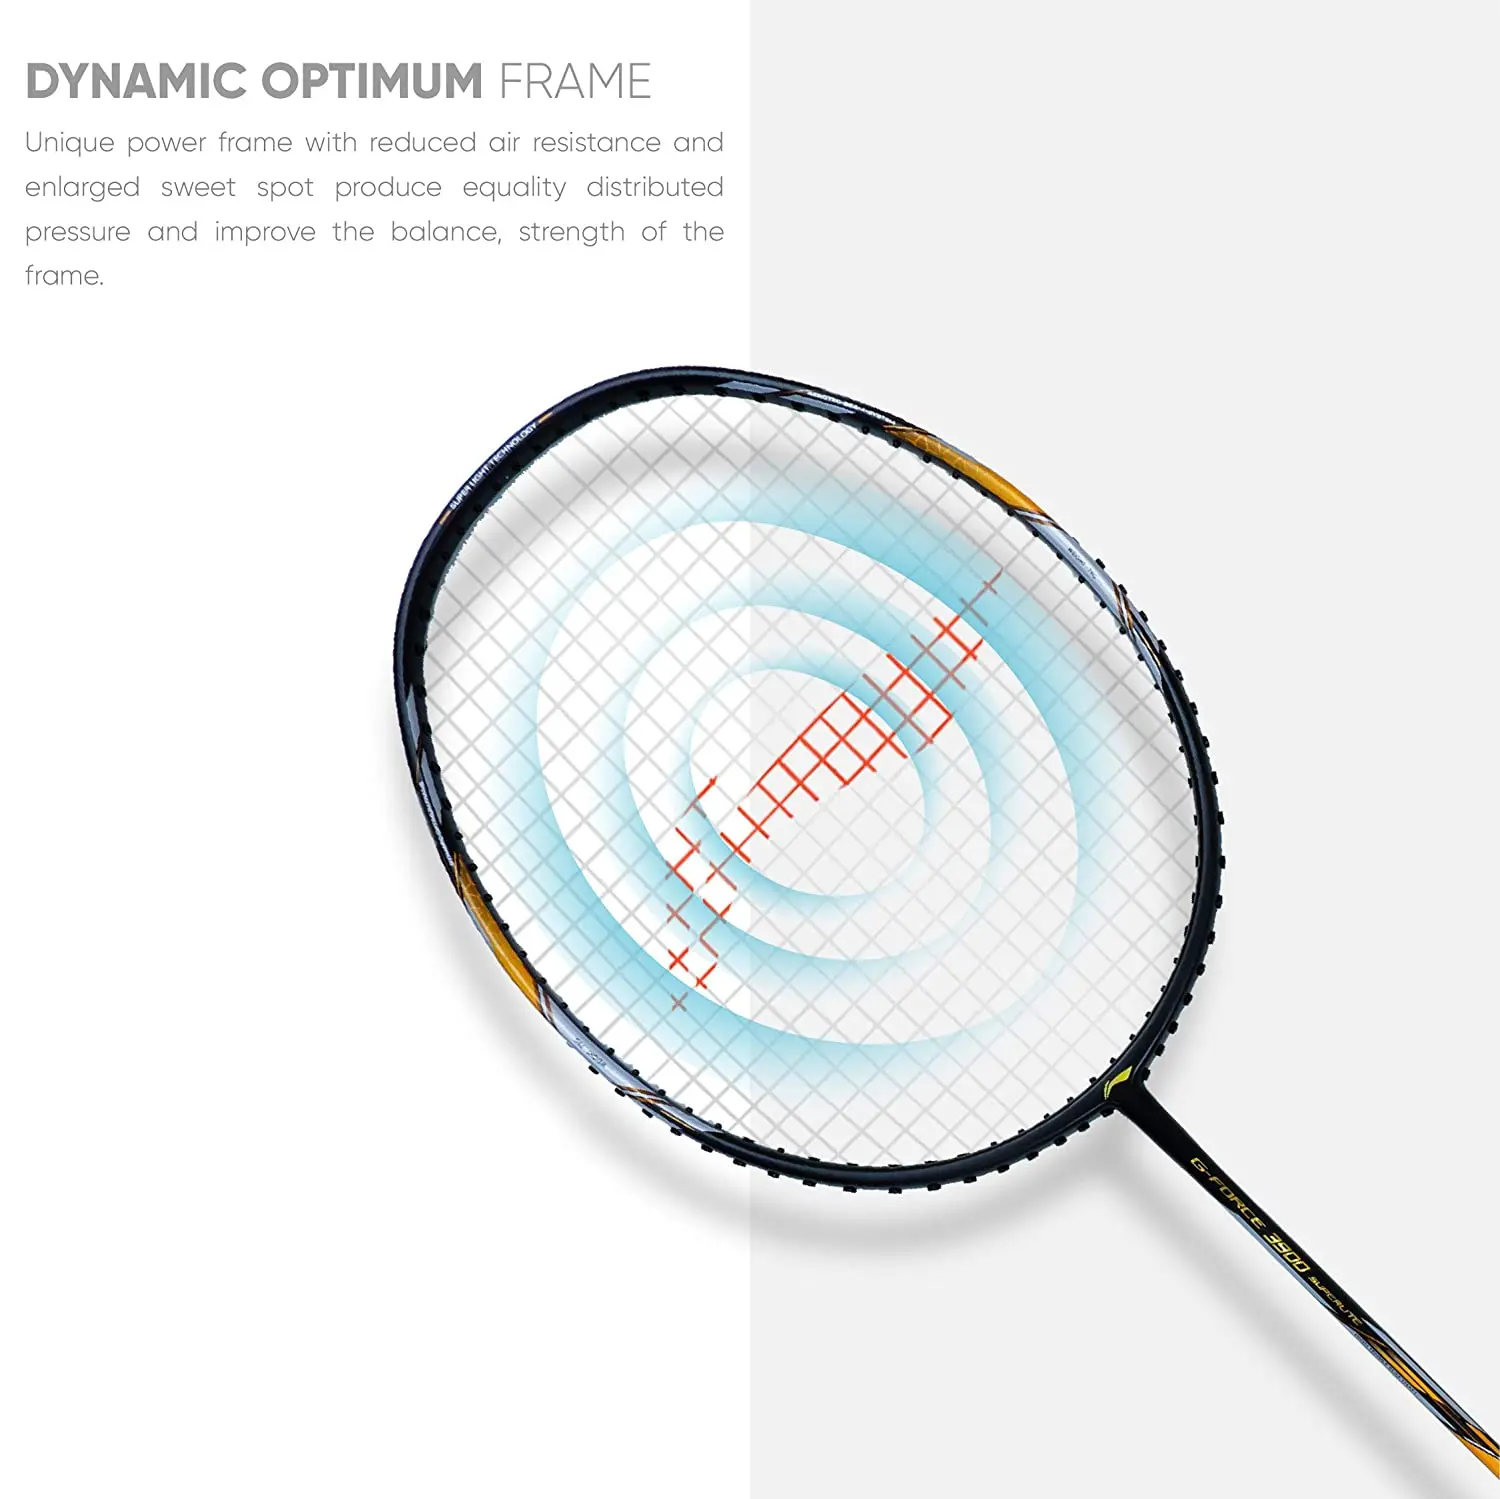 DYNAMIC OPTIMUM FRAME
Unique power frame with reduced air resistance and
enlarged sweet spot produce equality distributed
pressure and improve the balance, strength of the
frame.
SUPER LIGHT TECHNOLOGY
G-FORCE 3900 SUPERLITE